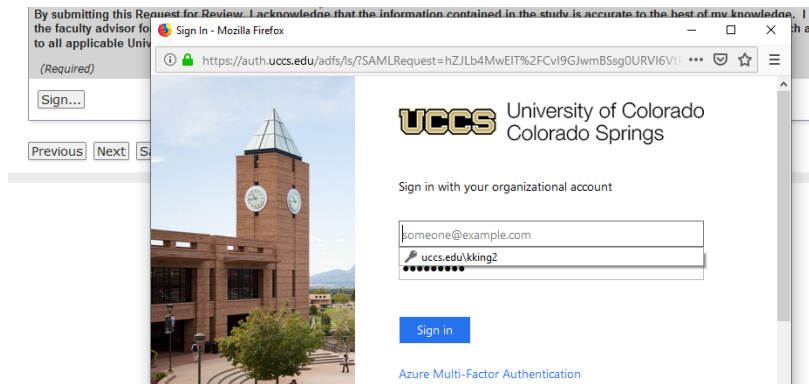 By submitting this Request for Review, I acknowledge that the information contained in the study is accurate to the best of my knowledge. I
the faculty advisor fo
to all applicable Univ
(Required)
Sign...
Previous Next
Sign In - Mozilla Firefox
https://auth.uccs.edu/adfs/ls/?SAMLRequest=hZJLb4MwEIT%2FCvI9GJwmBSsg0URVI6Vt
UCCS University of Colorado
Colorado Springs
Sign in with your organizational account
someone@example.com
uccs.edu\kking2
Sign in
Azure Multi-Factor Authentication